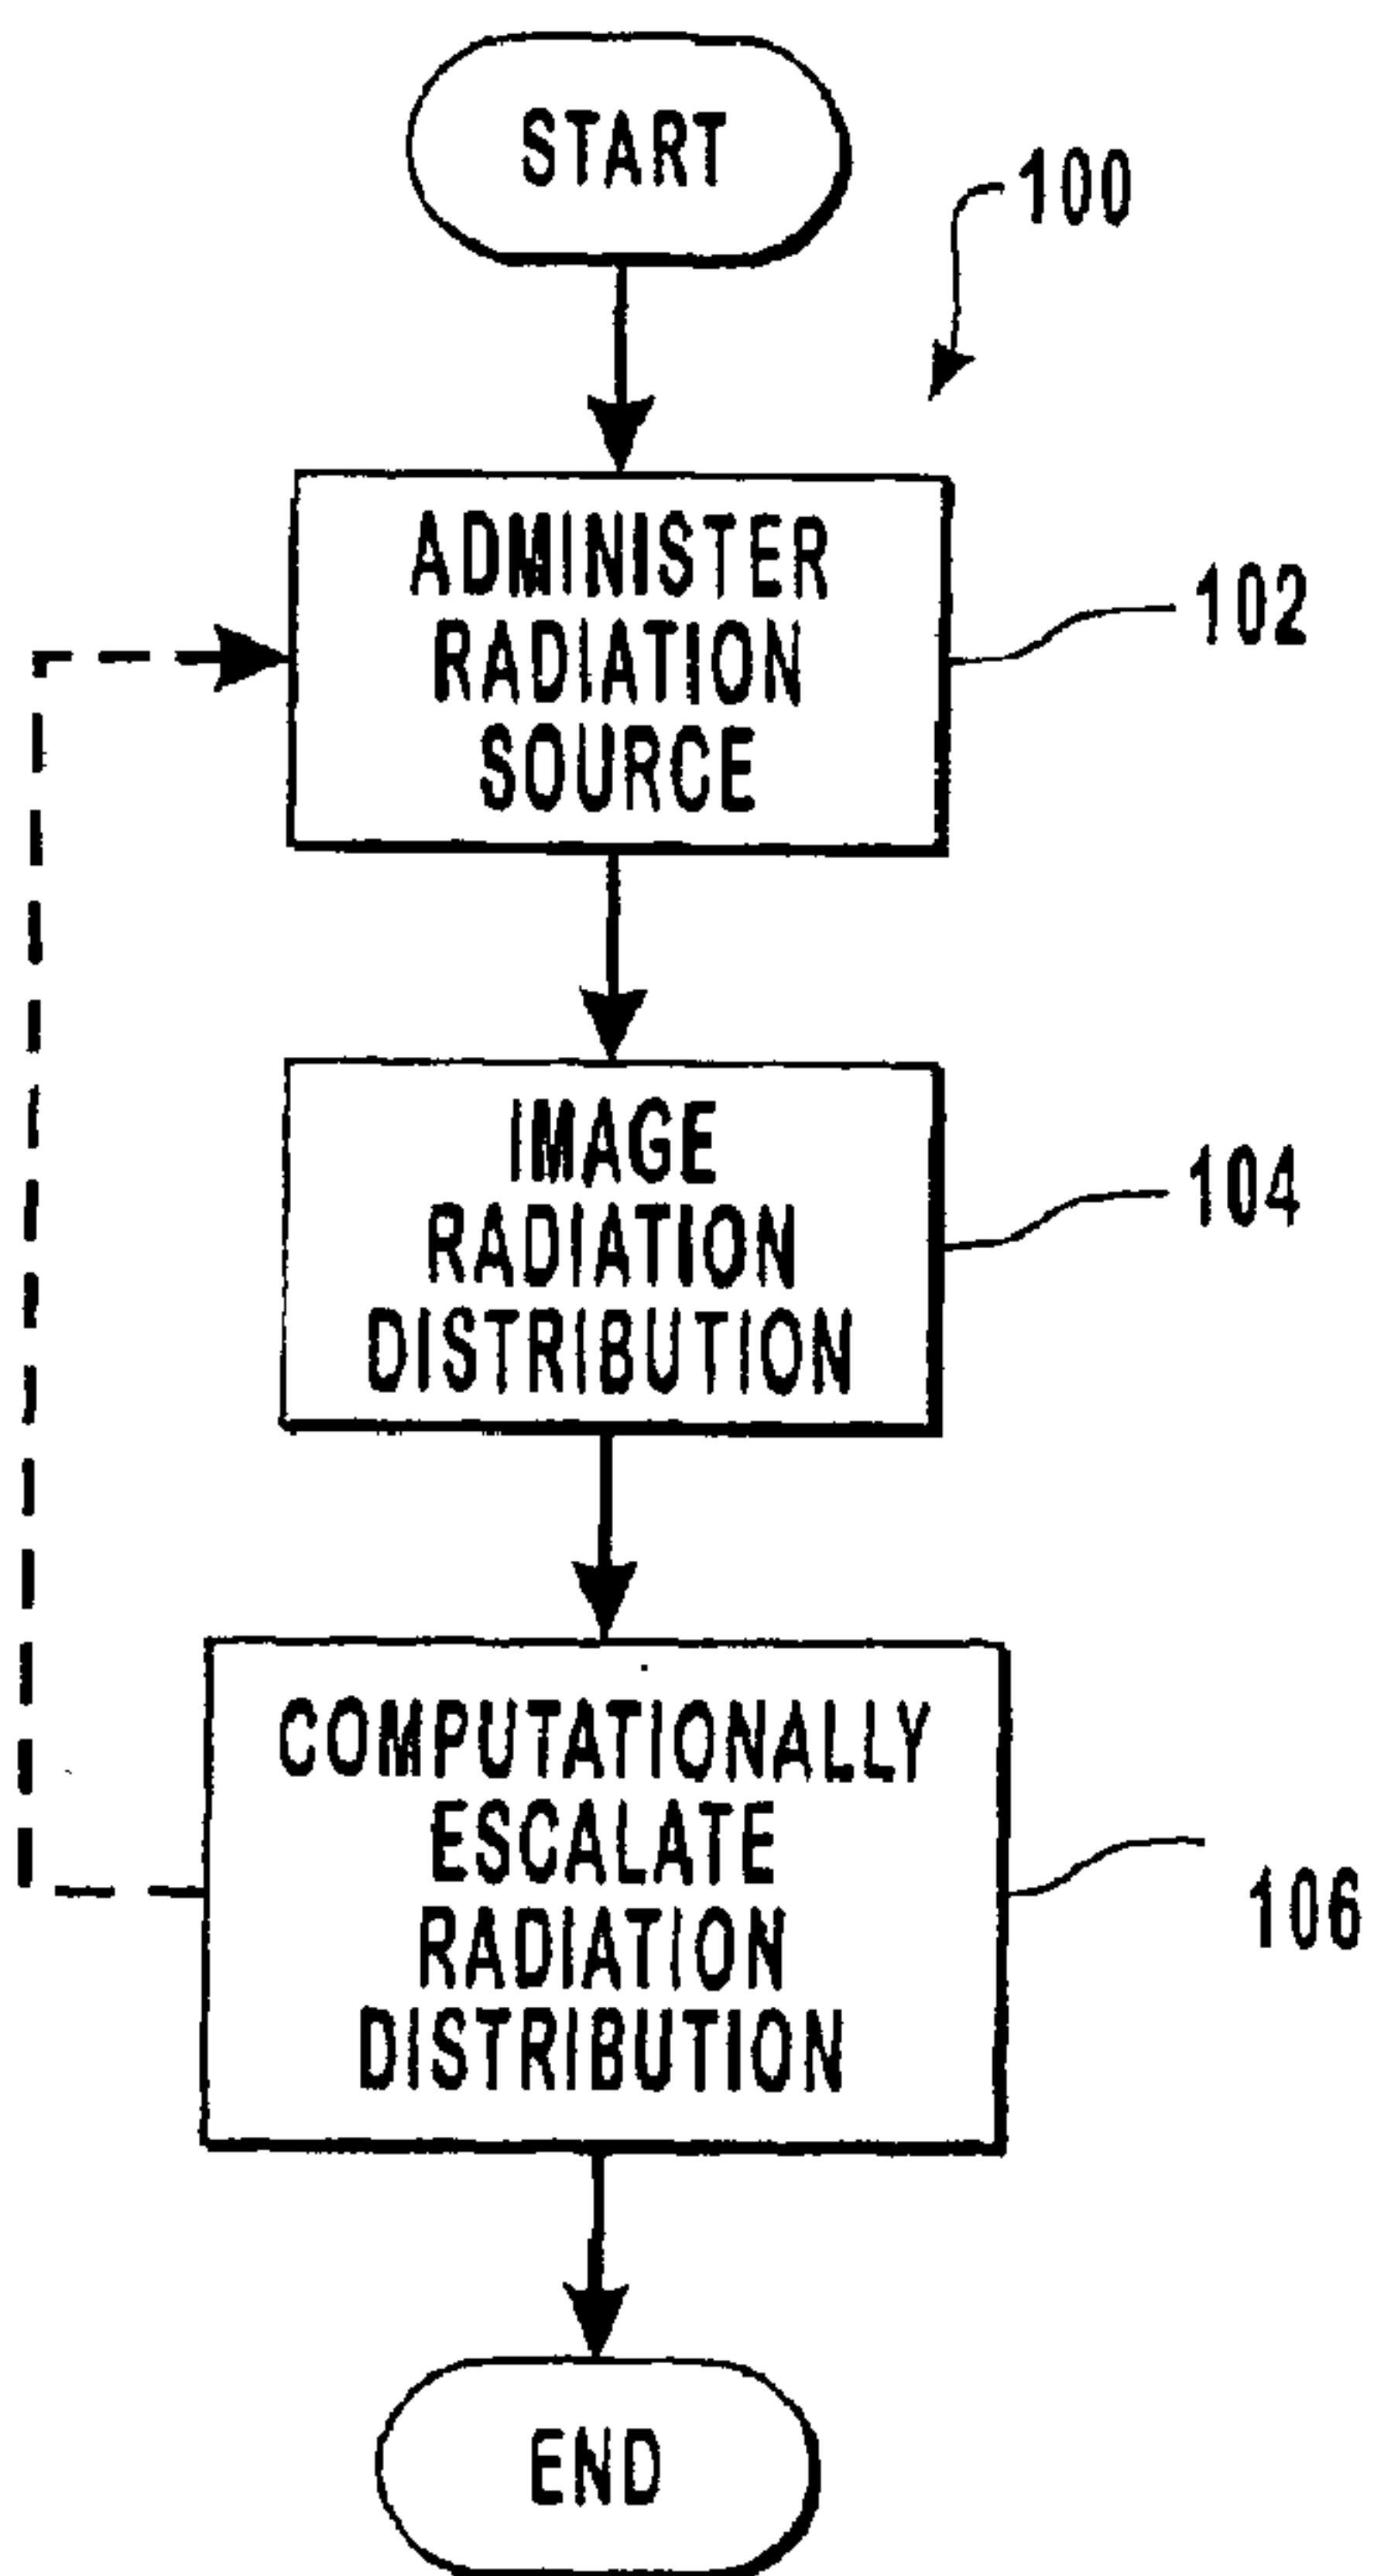 START
100
ADMINISTER
RADIATION
SOURCE
102
IMAGE
RADIATION
DISTRIBUTION
104
COMPUTATIONALLY
ESCALATE
RADIATION
DISTRIBUTION
106
END